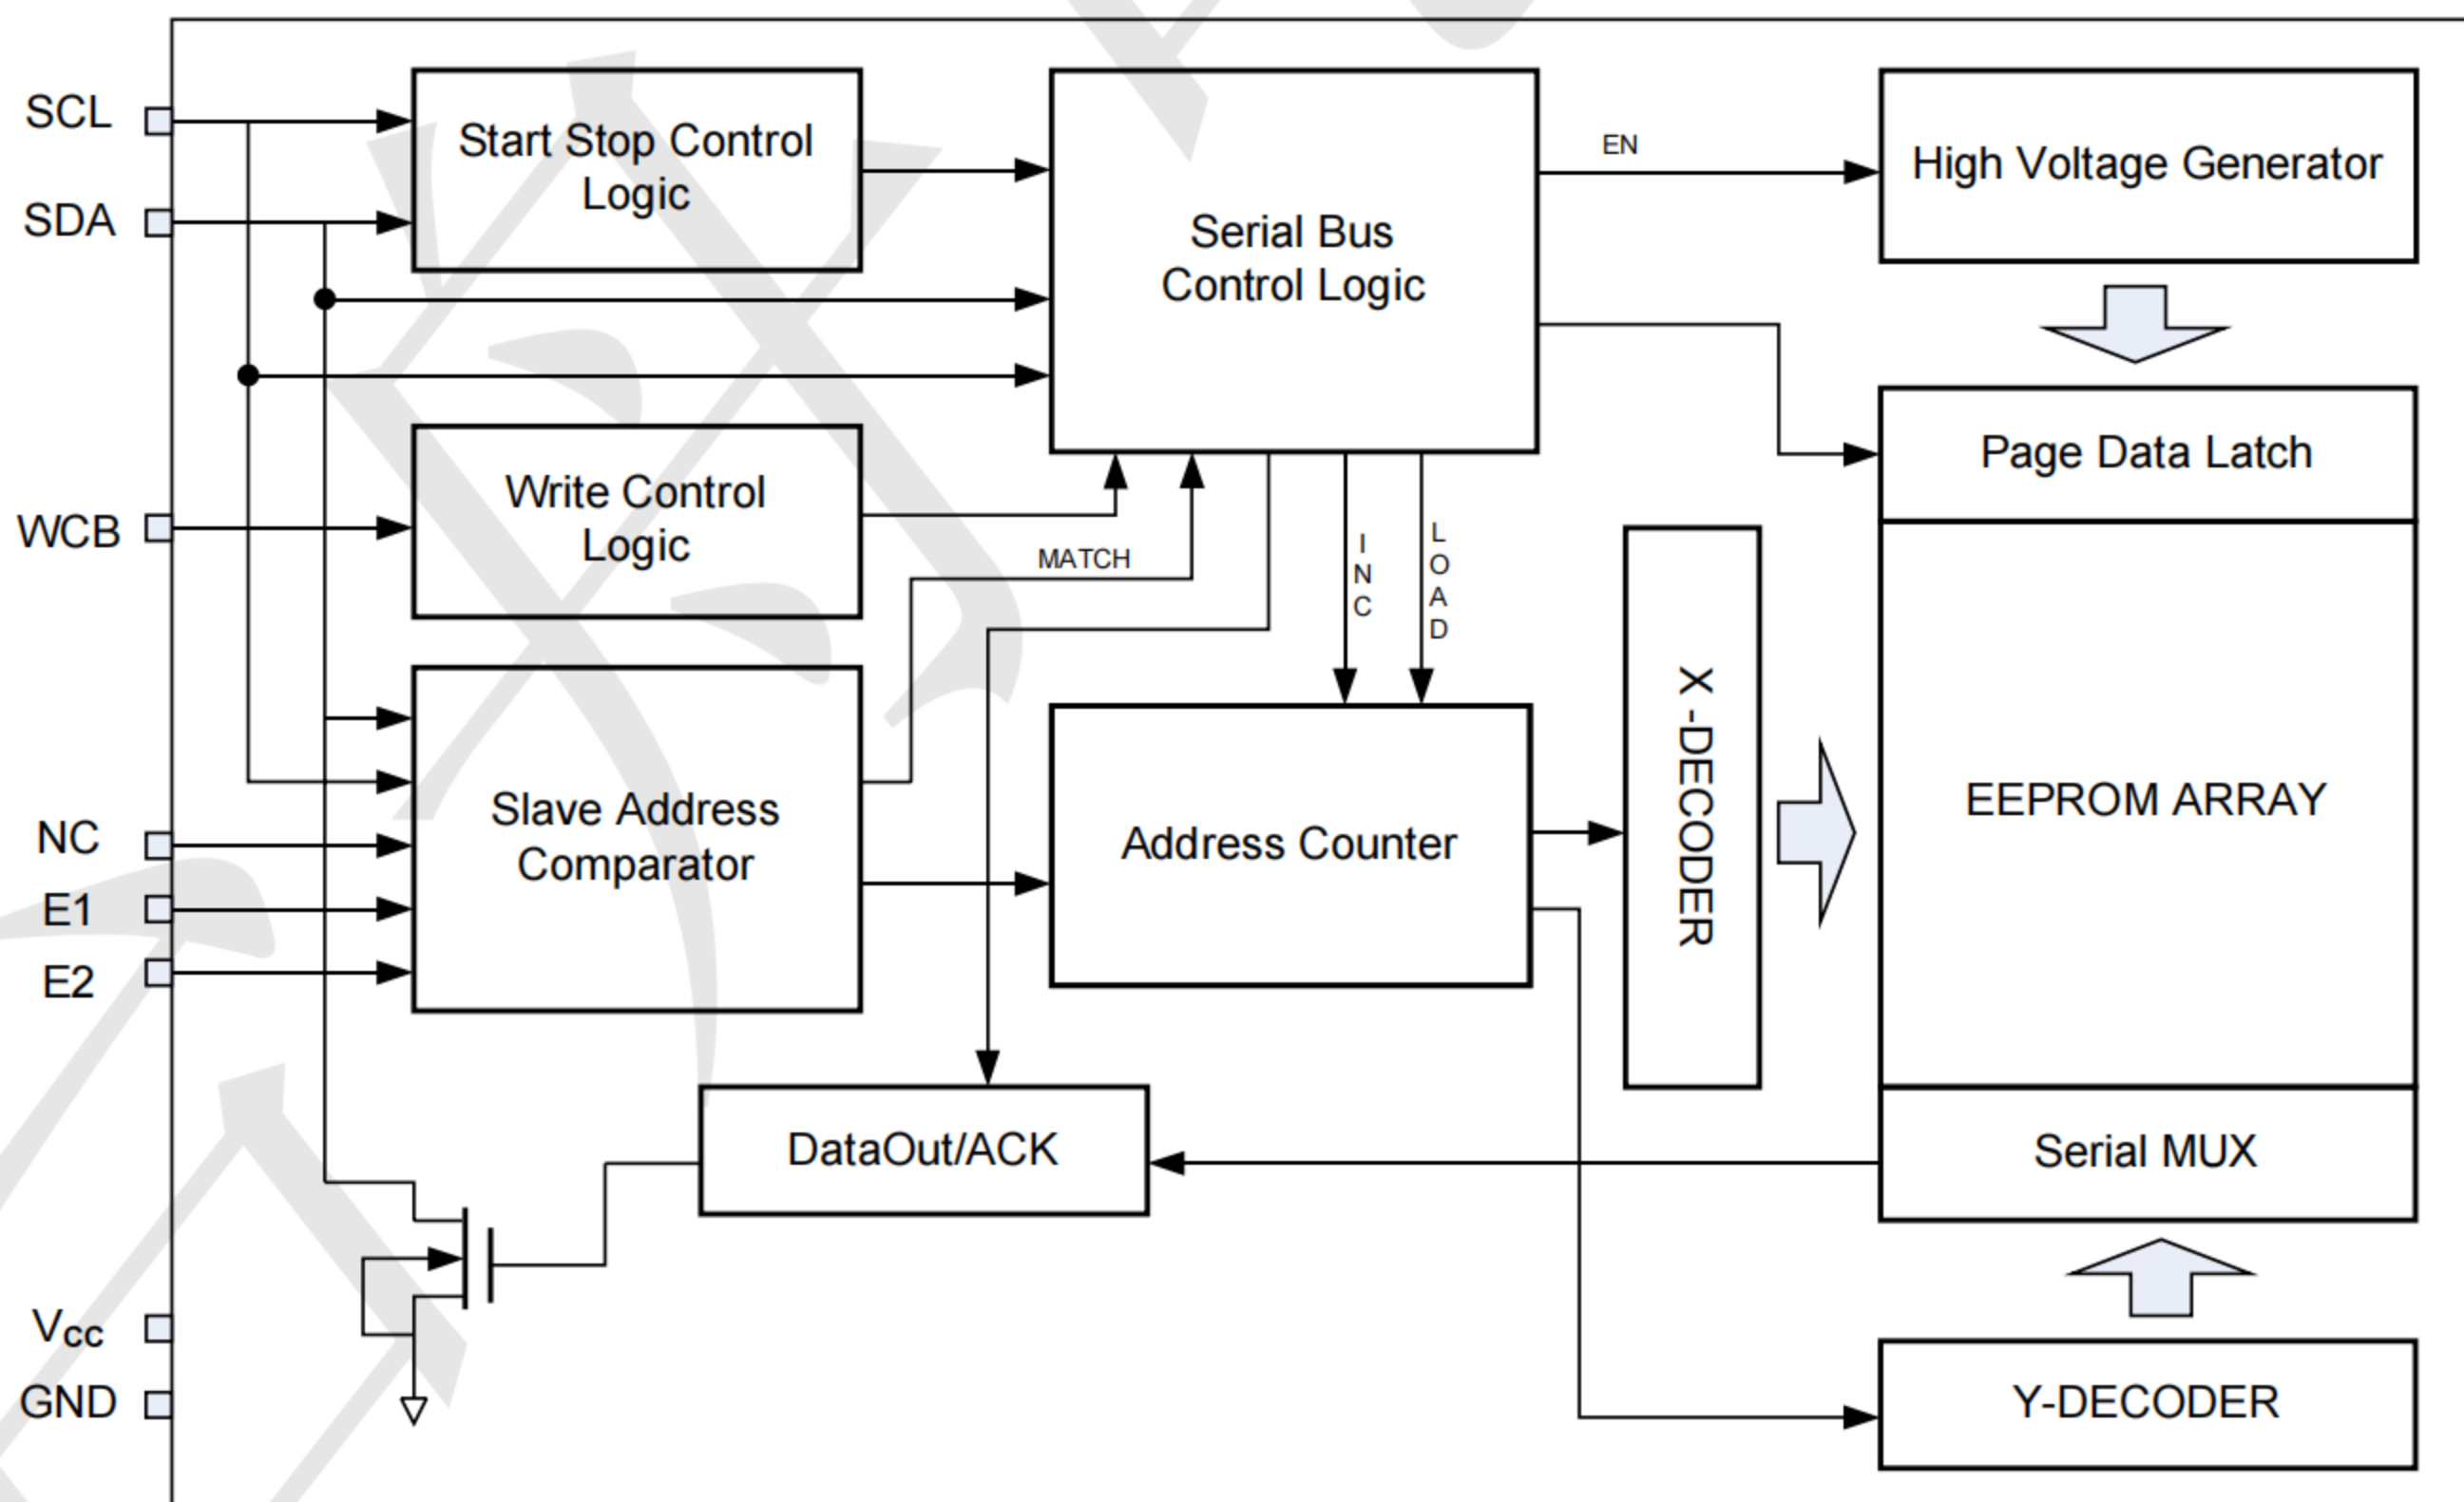 SCL
SDA
WCB
NC
E1
E2
Vcc
GND
Start Stop Control
Logic
Write Control
Logic
Slave Address
Comparator
Serial Bus
Control Logic
MATCH
INC
LOAD
EN
Address Counter
DataOut/ACK
X -DECODER
High Voltage Generator
Page Data Latch
EEPROM ARRAY
Serial MUX
Y-DECODER